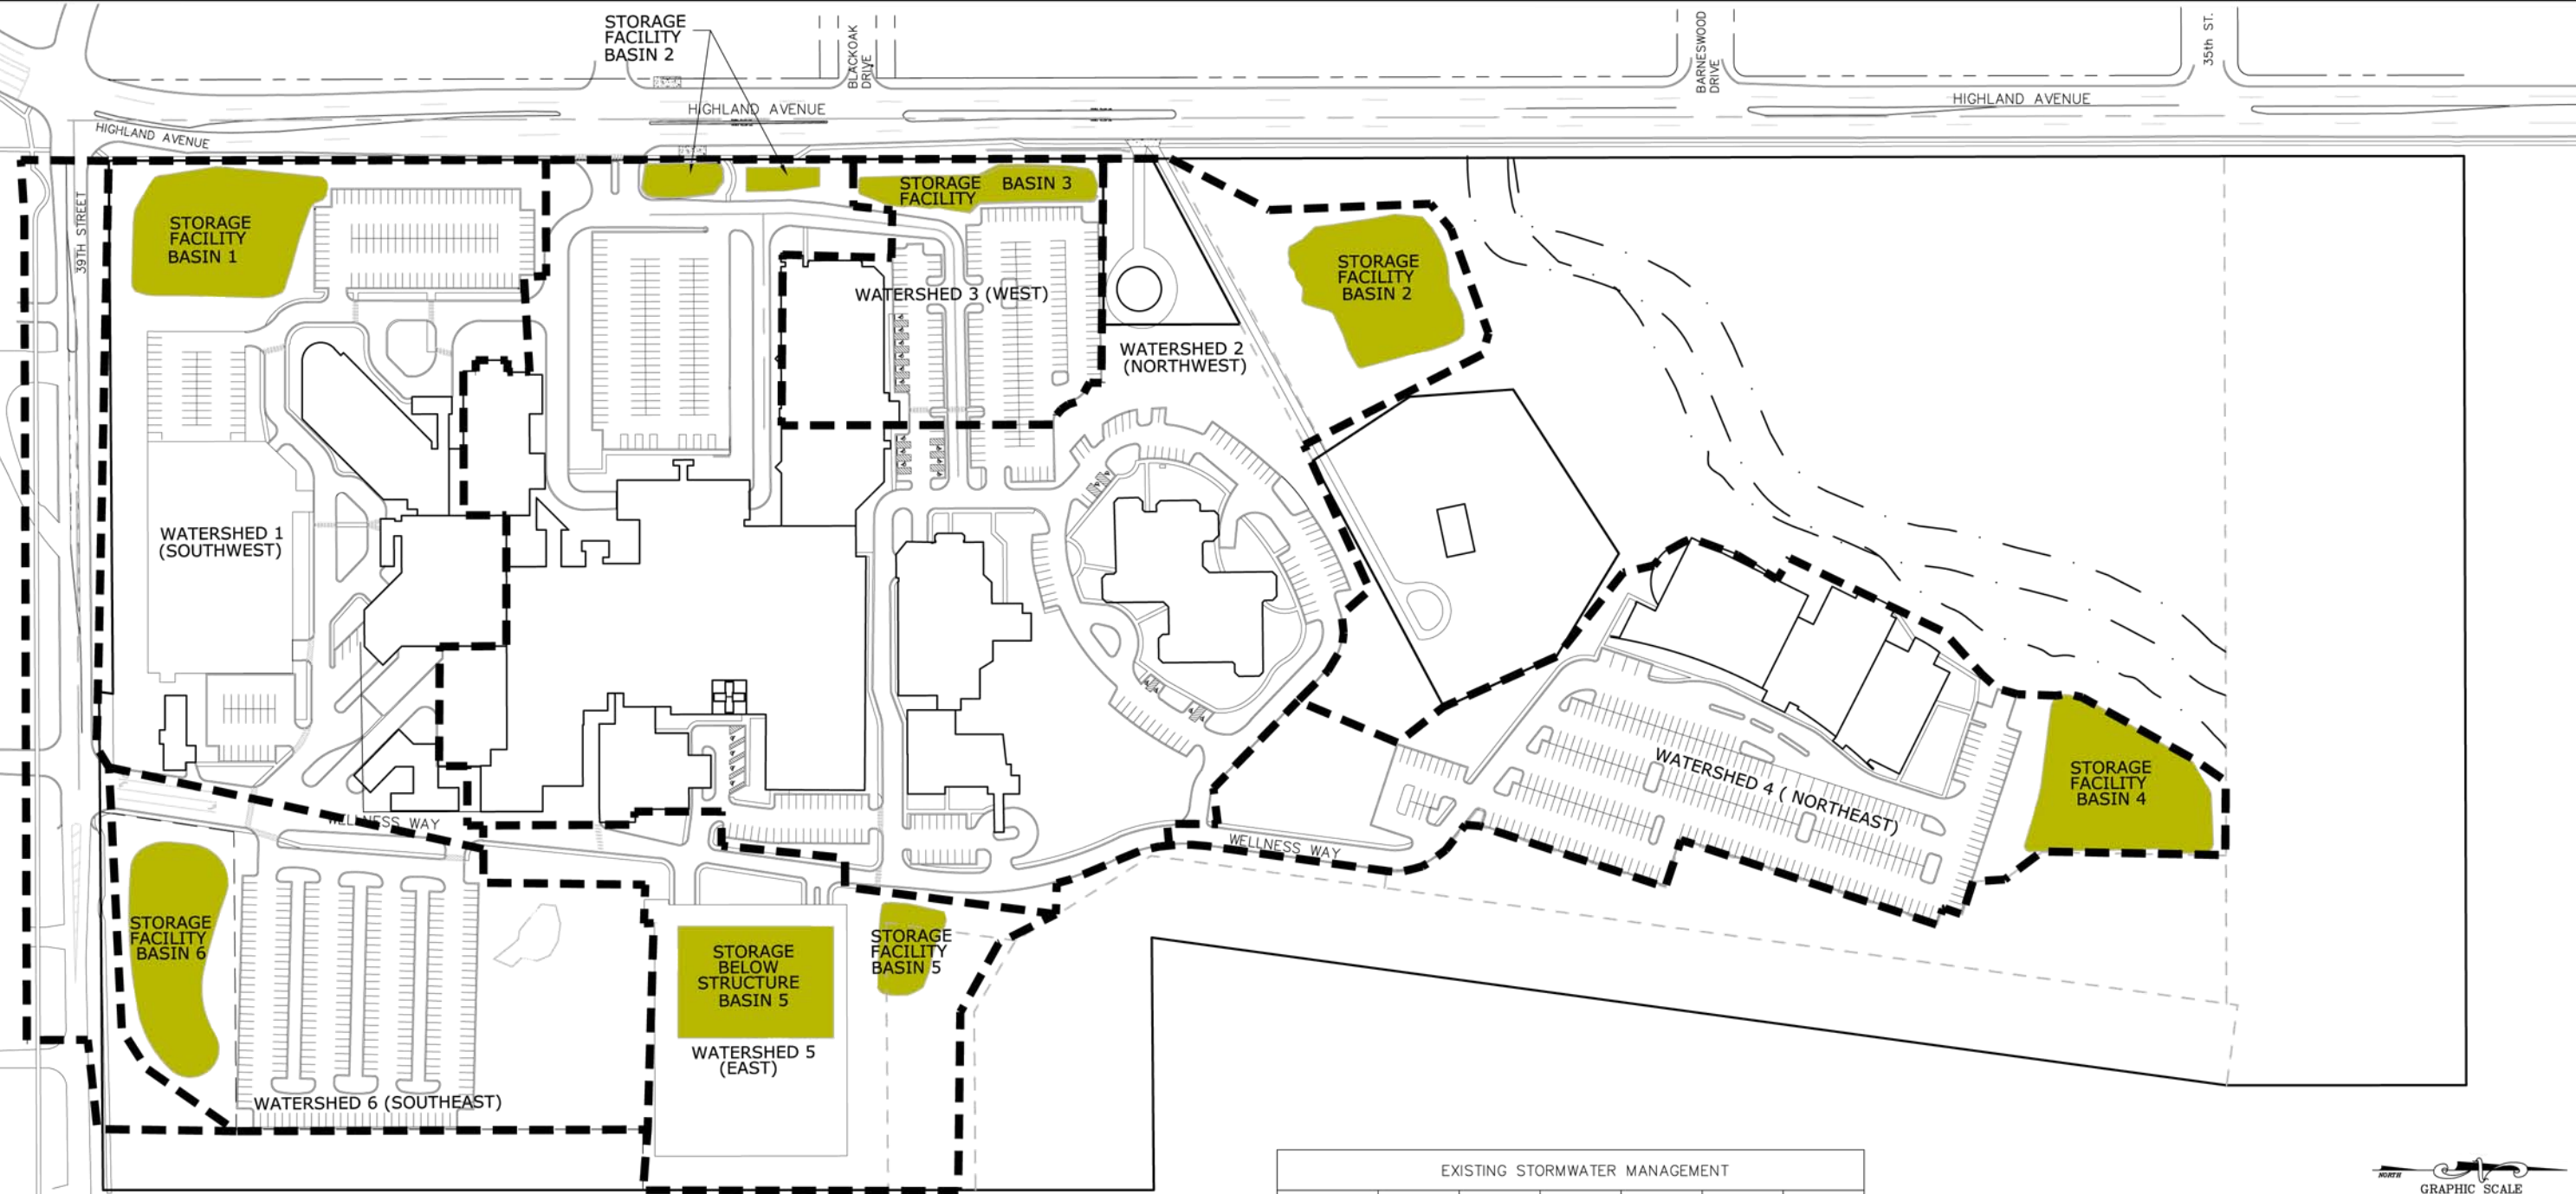 STORAGE
FACILITY
BASIN 2
BLACKOAK
DRIVE
BARNESWOOD
DRIVE
35th ST.
HIGHLAND AVENUE
HIGHLAND AVENUE
HIGHLAND AVENUE
39TH STREET
STORAGE
FACILITY
BASIN 1
STORAGE
FACILITY
BASIN 3
STORAGE
FACILITY
BASIN 2
WATERSHED 3 (WEST)
WATERSHED 2
(NORTHWEST)
WATERSHED 1
(SOUTHWEST)
WATERSHED 4 ( NORTHEAST)
STORAGE
FACILITY
BASIN 4
WELLNESS WAY
WELLNESS WAY
STORAGE
FACILITY
BASIN 6
STORAGE
BELOW
STRUCTURE
BASIN 5
STORAGE
FACILITY
BASIN 5
WATERSHED 5
(EAST)
WATERSHED 6 (SOUTHEAST)
EXISTING STORMWATER MANAGEMENT
NORTH
GRAPHIC SCALE